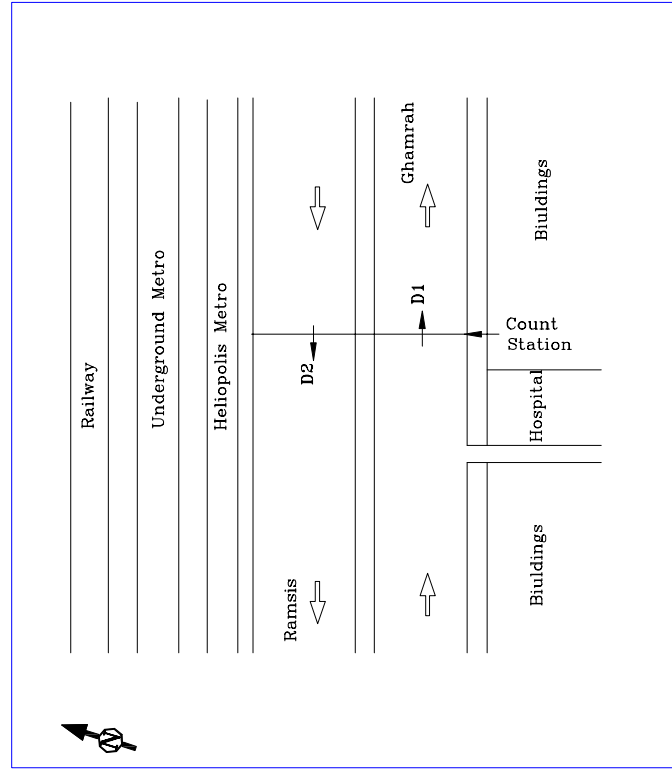 Railway
Underground Metro
Heliopolis Metro
Ramsis
D2
Ghamrah
D1
Biuldings
Count
Station
Hospital
Biuldings
N